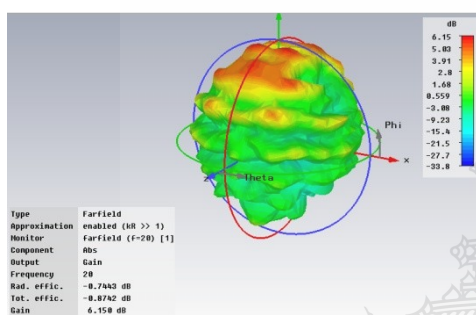 dB
6.15
5.03
3.91
2.8
1.68
0.559
-3.08
-9.23
-15.4
-21.5
-27.7
-33.8
Phi
x
z
Theta
Type Farfield
Approximation enabled (kR >> 1)
Monitor farfield (f=20) [1]
Component Abs
Output Gain
Frequency 20
Rad. effic. -0.7443 dB
Tot. effic. -0.8742 dB
Gain 6.150 dB